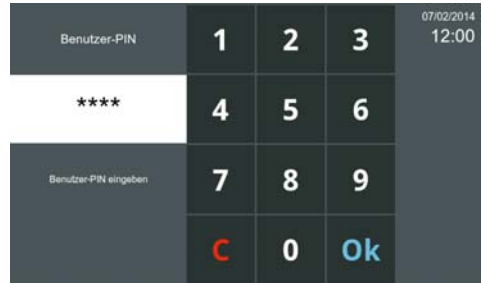 Benutzer-PIN
1 2 3
07/02/2014
12:00
****
4 5 6
Benutzer-PIN eingeben
7 8 9
C 0 Ok